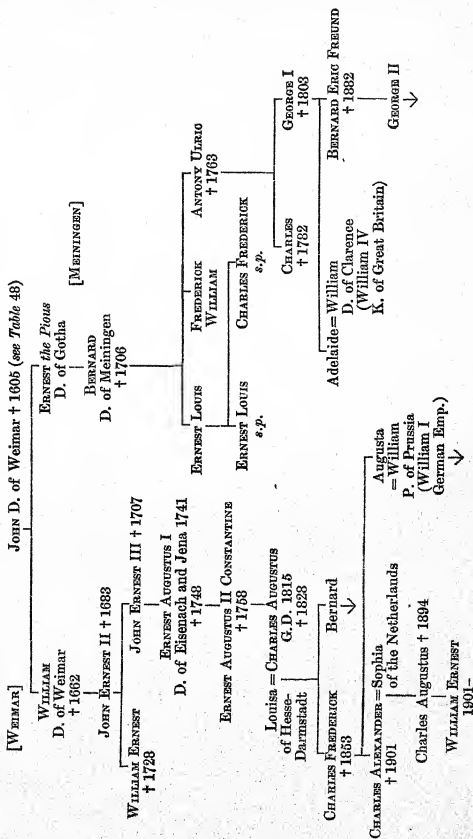 JOHN D. of Weimar † 1605 (see Table 48)
[WEIMAR]
WILLIAM
D. of Weimar
† 1662
ERNEST the Pious
D. of Gotha
JOHN ERNEST II † 1683
BERNARD
D. of Meiningen
† 1706
[MEININGEN]
WILLIAM ERNEST
† 1728
JOHN ERNEST III † 1707
ERNEST AUGUSTUS I
D. of Eisenach and Jena 1741
† 1748
ERNEST LOUIS
FREDERICK
WILLIAM
ANTONY ULRIC
† 1763
ERNEST AUGUSTUS II CONSTANTINE
† 1758
ERNEST LOUIS
s.p.
CHARLES FREDERICK
s.p.
Louisa = CHARLES AUGUSTUS
of Hesse- G.D. 1815
Darmstadt † 1828
CHARLES
† 1782
GEORGE I
† 1803
CHARLES FREDERICK
† 1853
Bernard
Adelaide = William
D. of Clarence
(William IV
K. of Great Britain)
BERNARD ERIC FREUND
† 1882
CHARLES ALEXANDER = Sophia
† 1901 of the Netherlands
Augusta
= William
P. of Prussia
(William I
German Emp.)
GEORGE II
Charles Augustus † 1894
WILLIAM ERNEST
1901–